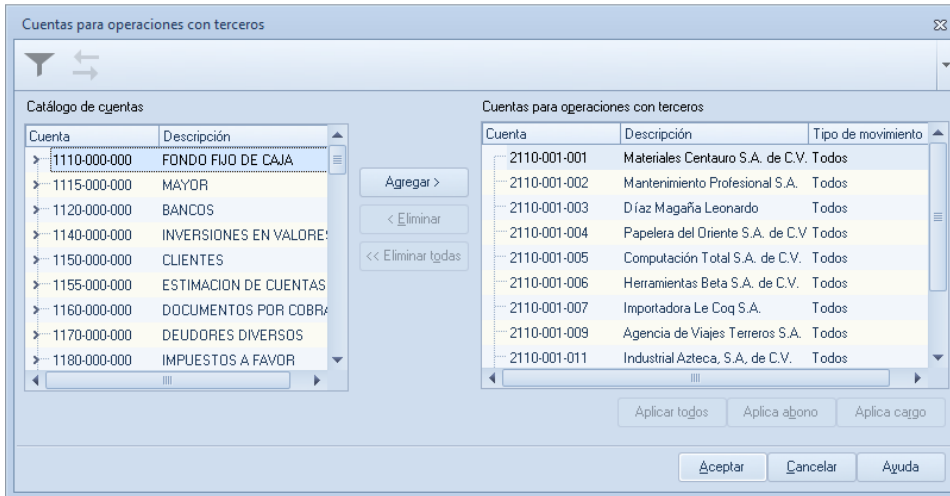 Cuentas para operaciones con terceros
Catálogo de cuentas
Cuenta Descripción
1110-000-000 FONDO FIJO DE CAJA
1115-000-000 MAYOR
1120-000-000 BANCOS
1140-000-000 INVERSIONES EN VALORES
1150-000-000 CLIENTES
1155-000-000 ESTIMACION DE CUENTAS
1160-000-000 DOCUMENTOS POR COBRA
1170-000-000 DEUDORES DIVERSOS
1180-000-000 IMPUESTOS A FAVOR
Agregar >
< Eliminar
<< Eliminar todas
Cuentas para operaciones con terceros
Cuenta Descripción Tipo de movimiento
2110-001-001 Materiales Centauro S.A. de C.V. Todos
2110-001-002 Mantenimiento Profesional S.A. Todos
2110-001-003 Díaz Magaña Leonardo Todos
2110-001-004 Papelera del Oriente S.A. de C.V Todos
2110-001-005 Computación Total S.A. de C.V. Todos
2110-001-006 Herramientas Beta S.A. de C.V. Todos
2110-001-007 Importadora Le Coq S.A. Todos
2110-001-009 Agencia de Viajes Terreros S.A. Todos
2110-001-011 Industrial Azteca, S.A, de C.V. Todos
Aplicar todos Aplica abono Aplica cargo
Aceptar Cancelar Ayuda